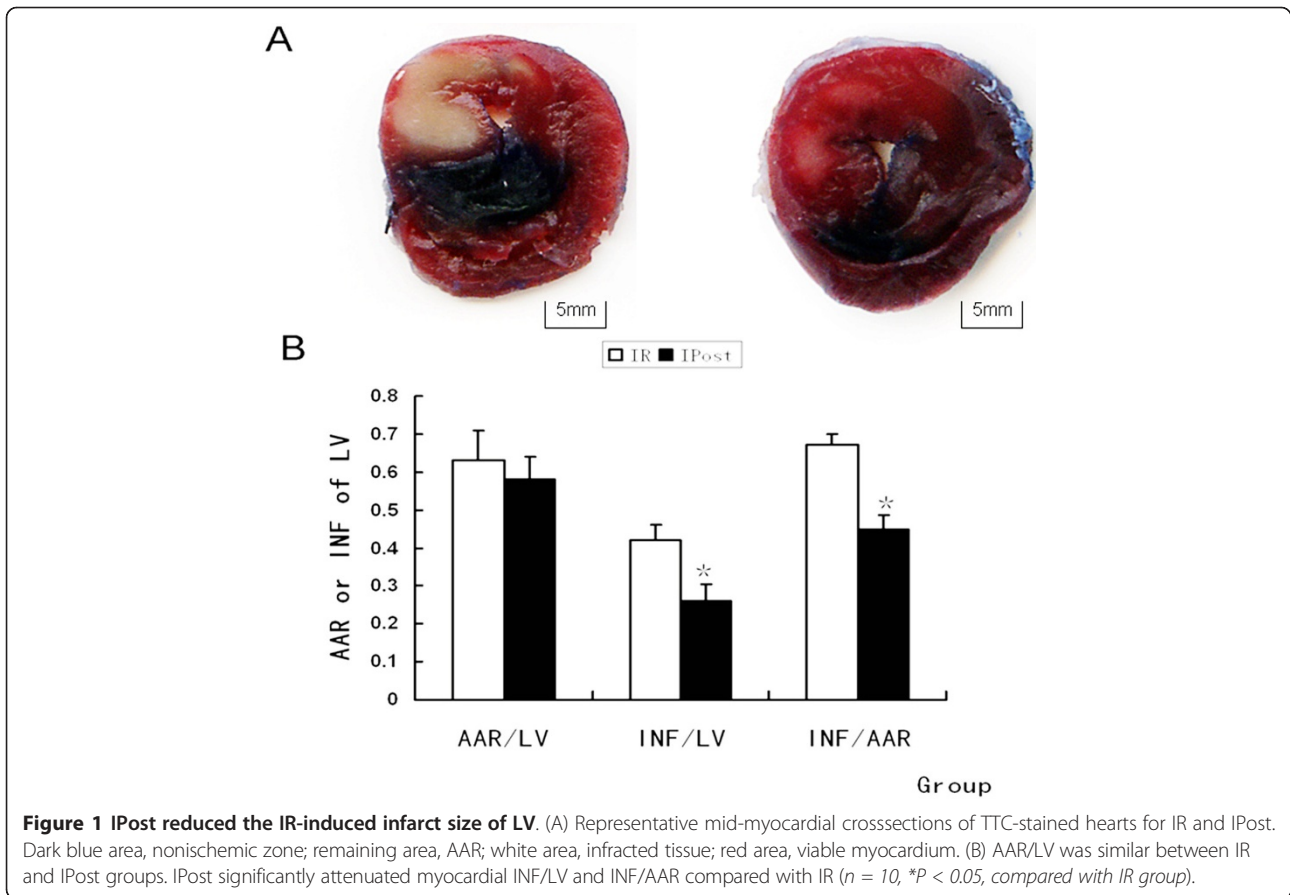 A
5mm
5mm
B
IR IPost
AAR or INF of LV
0.8
0.7
0.6
0.5
0.4
0.3
0.2
0.1
0
*
*
AAR/LV INF/LV INF/AAR
Group
Figure 1 IPost reduced the IR-induced infarct size of LV. (A) Representative mid-myocardial crosssections of TTC-stained hearts for IR and IPost.
Dark blue area, nonischemic zone; remaining area, AAR; white area, infracted tissue; red area, viable myocardium. (B) AAR/LV was similar between IR
and IPost groups. IPost significantly attenuated myocardial INF/LV and INF/AAR compared with IR (n = 10, *P < 0.05, compared with IR group).